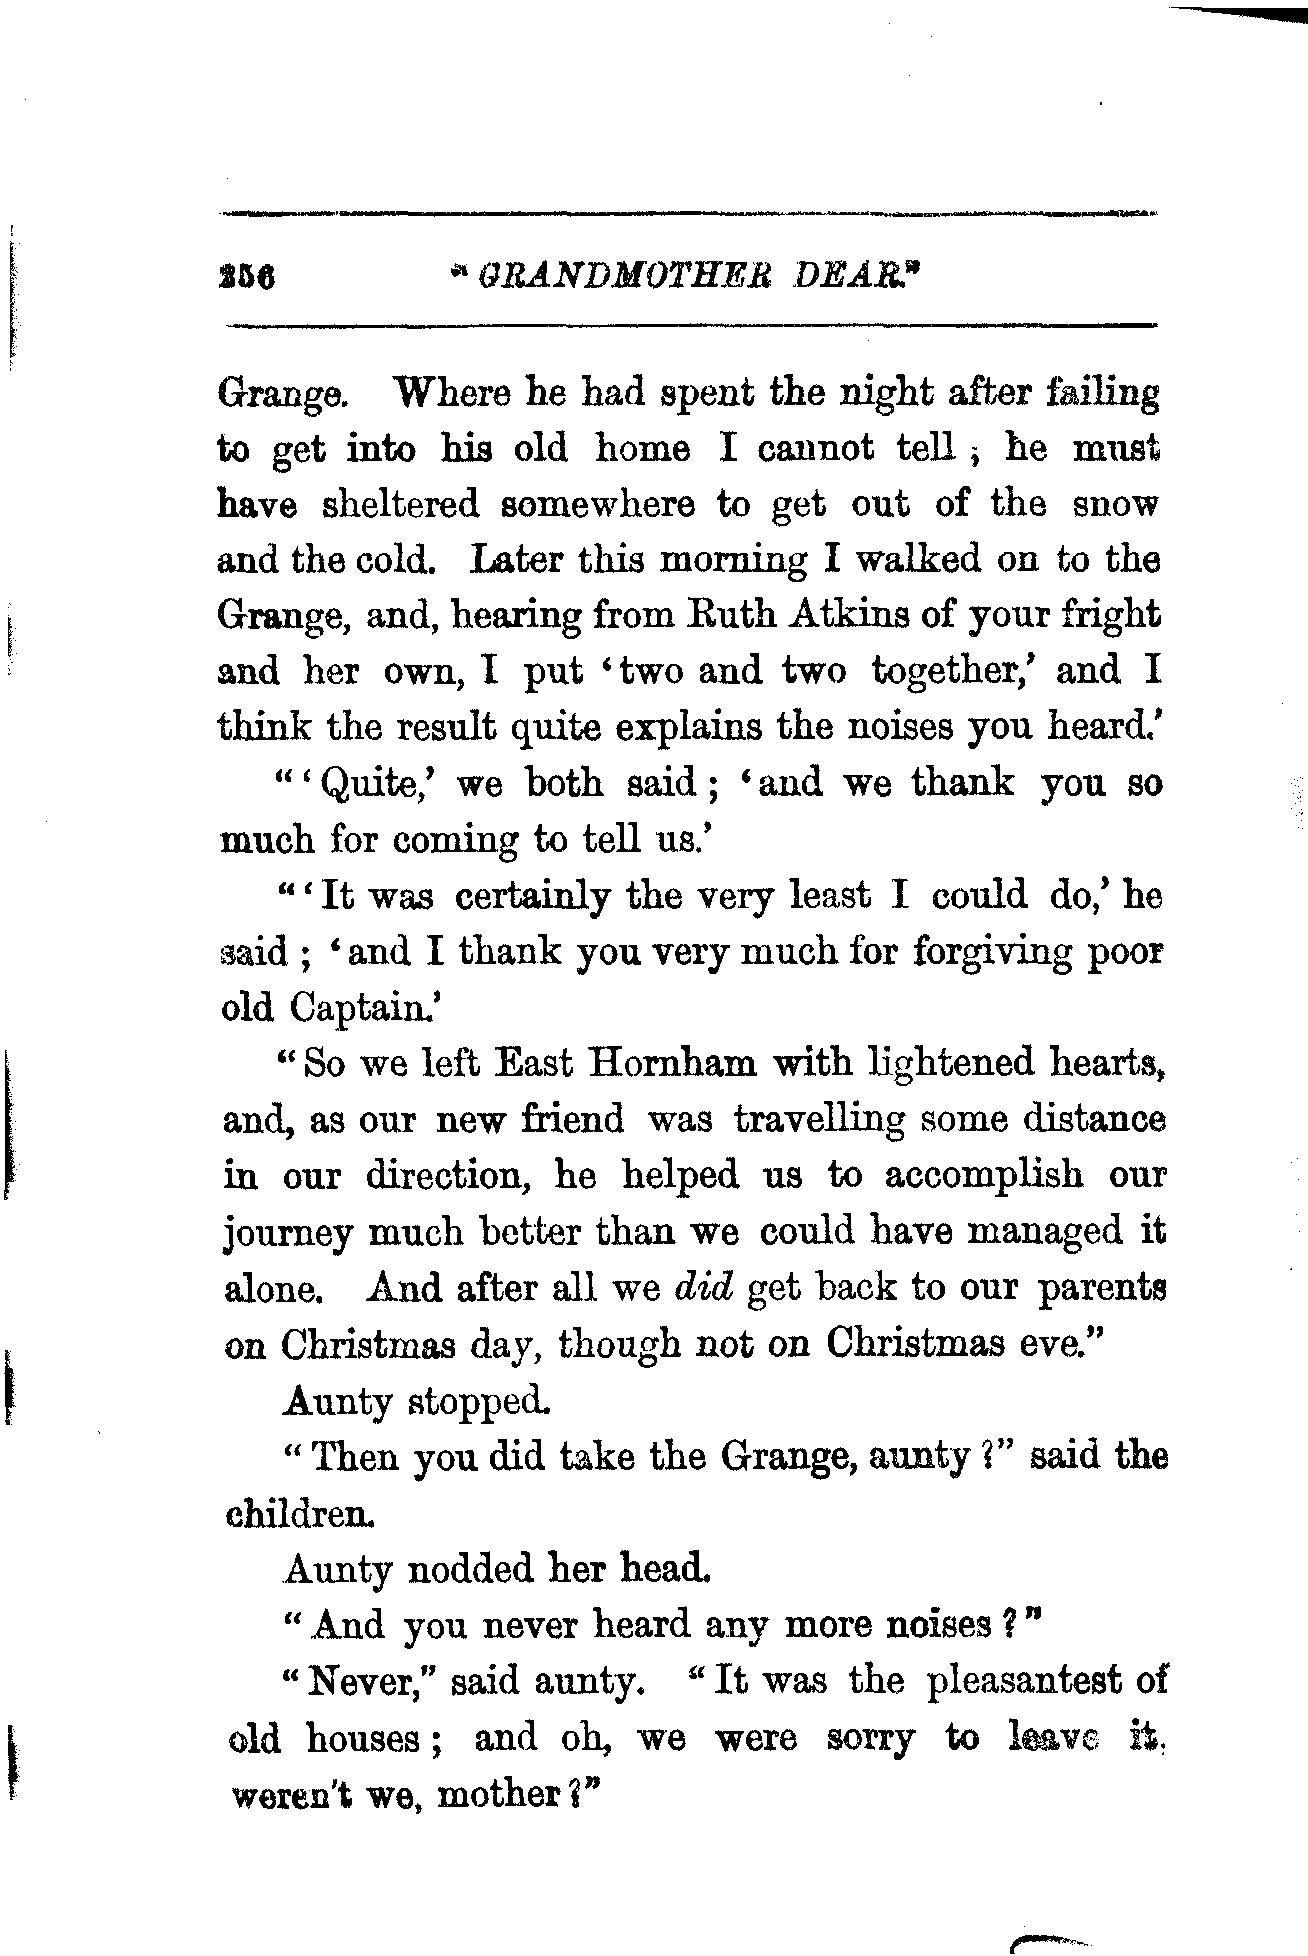 256 "GRANDMOTHER DEAR."
Grange. Where he had spent the night after failing
to get into his old home I cannot tell; he must
have sheltered somewhere to get out of the snow
and the cold. Later this morning I walked on to the
Grange, and, hearing from Ruth Atkins of your fright
and her own, I put 'two and two together,' and I
think the result quite explains the noises you heard.'
"'Quite,' we both said; 'and we thank you so
much for coming to tell us.'
"'It was certainly the very least I could do,' he
said; 'and I thank you very much for forgiving poor
old Captain.'
"So we left East Hornham with lightened hearts,
and, as our new friend was travelling some distance
in our direction, he helped us to accomplish our
journey much better than we could have managed it
alone. And after all we did get back to our parents
on Christmas day, though not on Christmas eve."
Aunty stopped.
"Then you did take the Grange, aunty?" said the
children.
Aunty nodded her head.
"And you never heard any more noises?"
"Never," said aunty. "It was the pleasantest of
old houses; and oh, we were sorry to leave it,
weren't we, mother?"